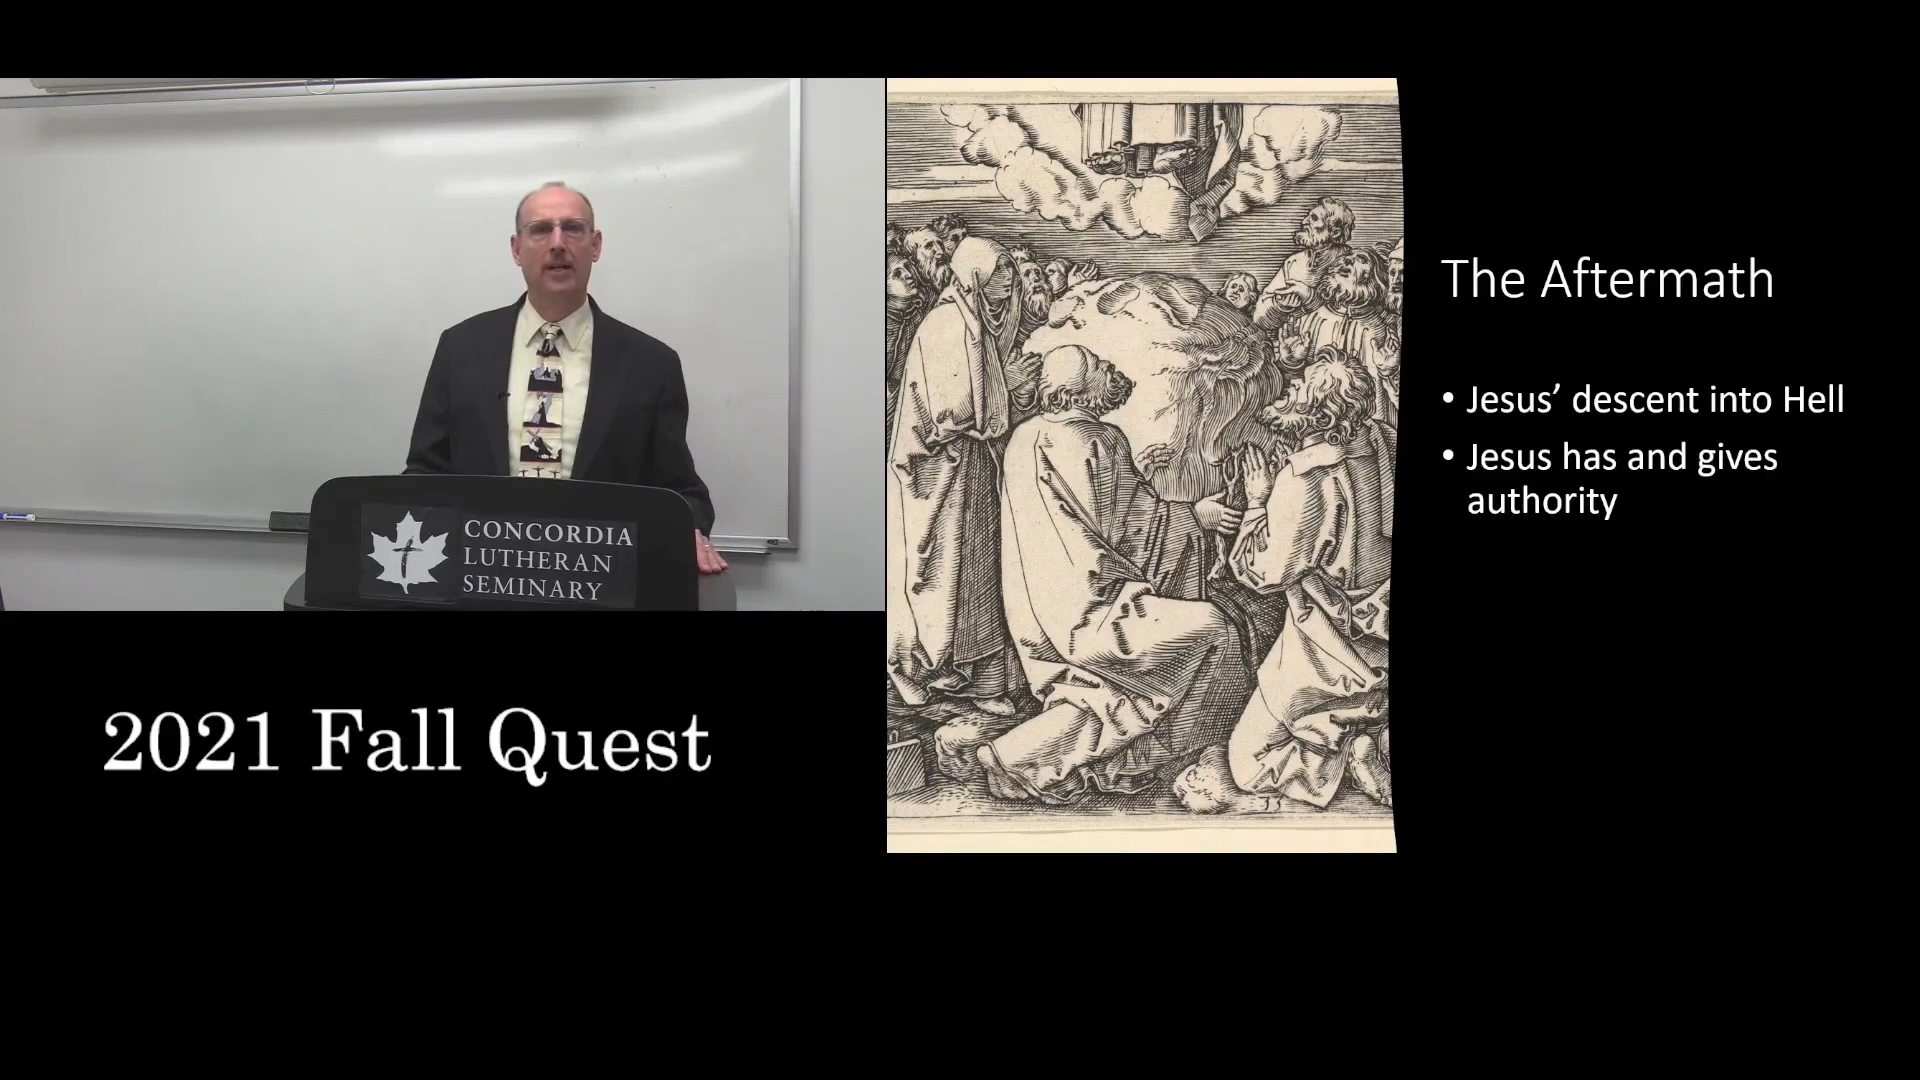 CONCORDIA
LUTHERAN
SEMINARY
2021 Fall Quest
The Aftermath
• Jesus’ descent into Hell
• Jesus has and gives
authority